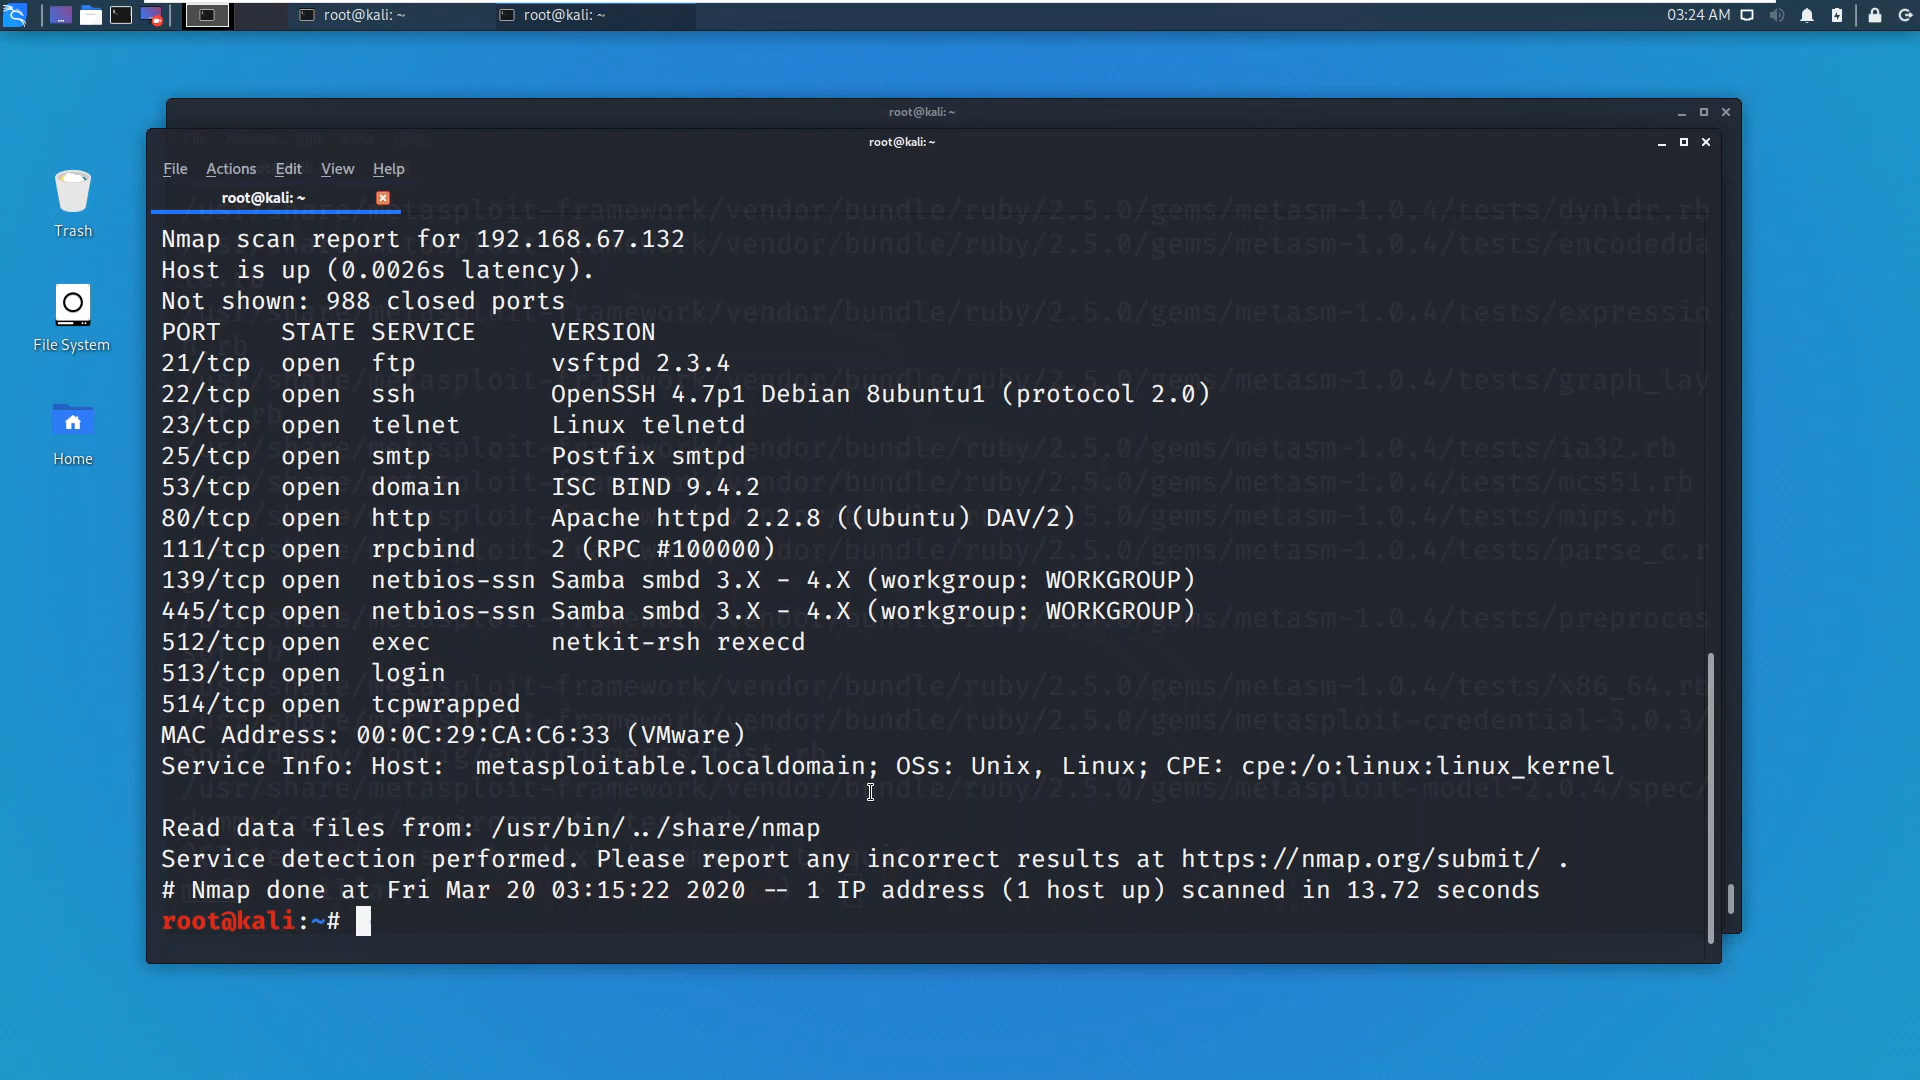 root@kali: ~
root@kali: ~
03:24 AM
root@kali: ~
root@kali: ~
File Actions Edit View Help
root@kali: ~
Trash
File System
Home
Nmap scan report for 192.168.67.132
Host is up (0.0026s latency).
Not shown: 988 closed ports
PORT STATE SERVICE VERSION
21/tcp open ftp vsftpd 2.3.4
22/tcp open ssh OpenSSH 4.7p1 Debian 8ubuntu1 (protocol 2.0)
23/tcp open telnet Linux telnetd
25/tcp open smtp Postfix smtpd
53/tcp open domain ISC BIND 9.4.2
80/tcp open http Apache httpd 2.2.8 ((Ubuntu) DAV/2)
111/tcp open rpcbind 2 (RPC #100000)
139/tcp open netbios-ssn Samba smbd 3.X - 4.X (workgroup: WORKGROUP)
445/tcp open netbios-ssn Samba smbd 3.X - 4.X (workgroup: WORKGROUP)
512/tcp open exec netkit-rsh rexecd
513/tcp open login
514/tcp open tcpwrapped
MAC Address: 00:0C:29:CA:C6:33 (VMware)
Service Info: Host: metasploitable.localdomain; OSs: Unix, Linux; CPE: cpe:/o:linux:linux_kernel
Read data files from: /usr/bin/../share/nmap
Service detection performed. Please report any incorrect results at https://nmap.org/submit/ .
# Nmap done at Fri Mar 20 03:15:22 2020 -- 1 IP address (1 host up) scanned in 13.72 seconds
root@kali:~#